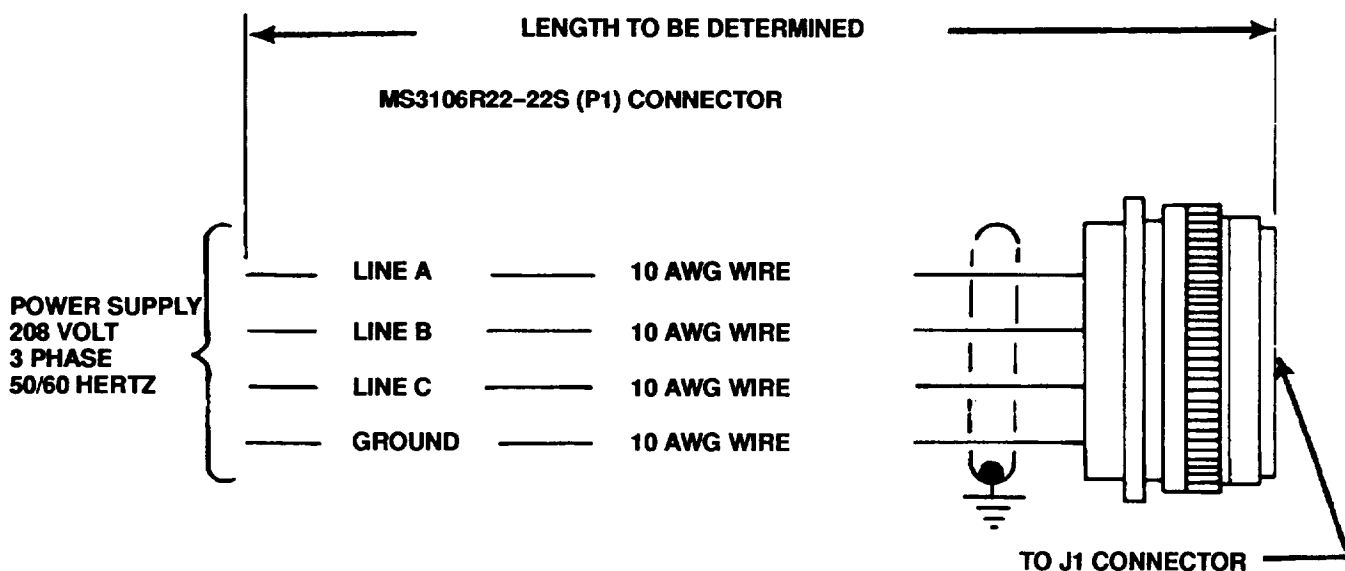 LENGTH TO BE DETERMINED
MS3106R22-22S (P1) CONNECTOR
POWER SUPPLY
208 VOLT
3 PHASE
50/60 HERTZ
LINE A 10 AWG WIRE
LINE B 10 AWG WIRE
LINE C 10 AWG WIRE
GROUND 10 AWG WIRE
TO J1 CONNECTOR